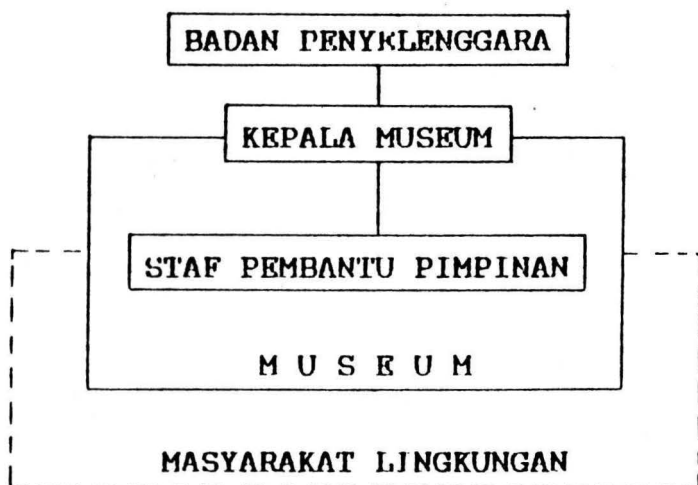 BADAN PENYKLENGGARA
KEPALA MUSEUM
STAF PEMBANTU PIMPINAN
M U S E U M
MASYARAKAT LINGKUNGAN